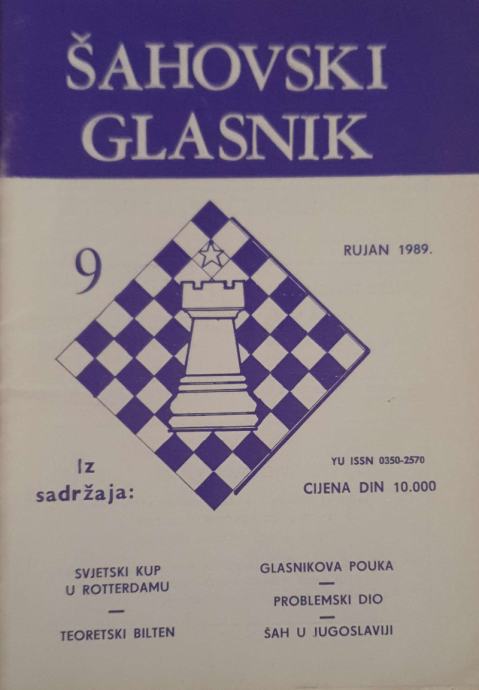 ŠAHOVSKI
GLASNIK
9
RUJAN 1989.
Iz
sadržaja:
YU ISSN 0350-2570
CIJENA DIN 10.000
SVJETSKI KUP
U ROTTERDAMU
—
TEORETSKI BILTEN
GLASNIKOVA POUKA
—
PROBLEMSKI DIO
—
ŠAH U JUGOSLAVIJI